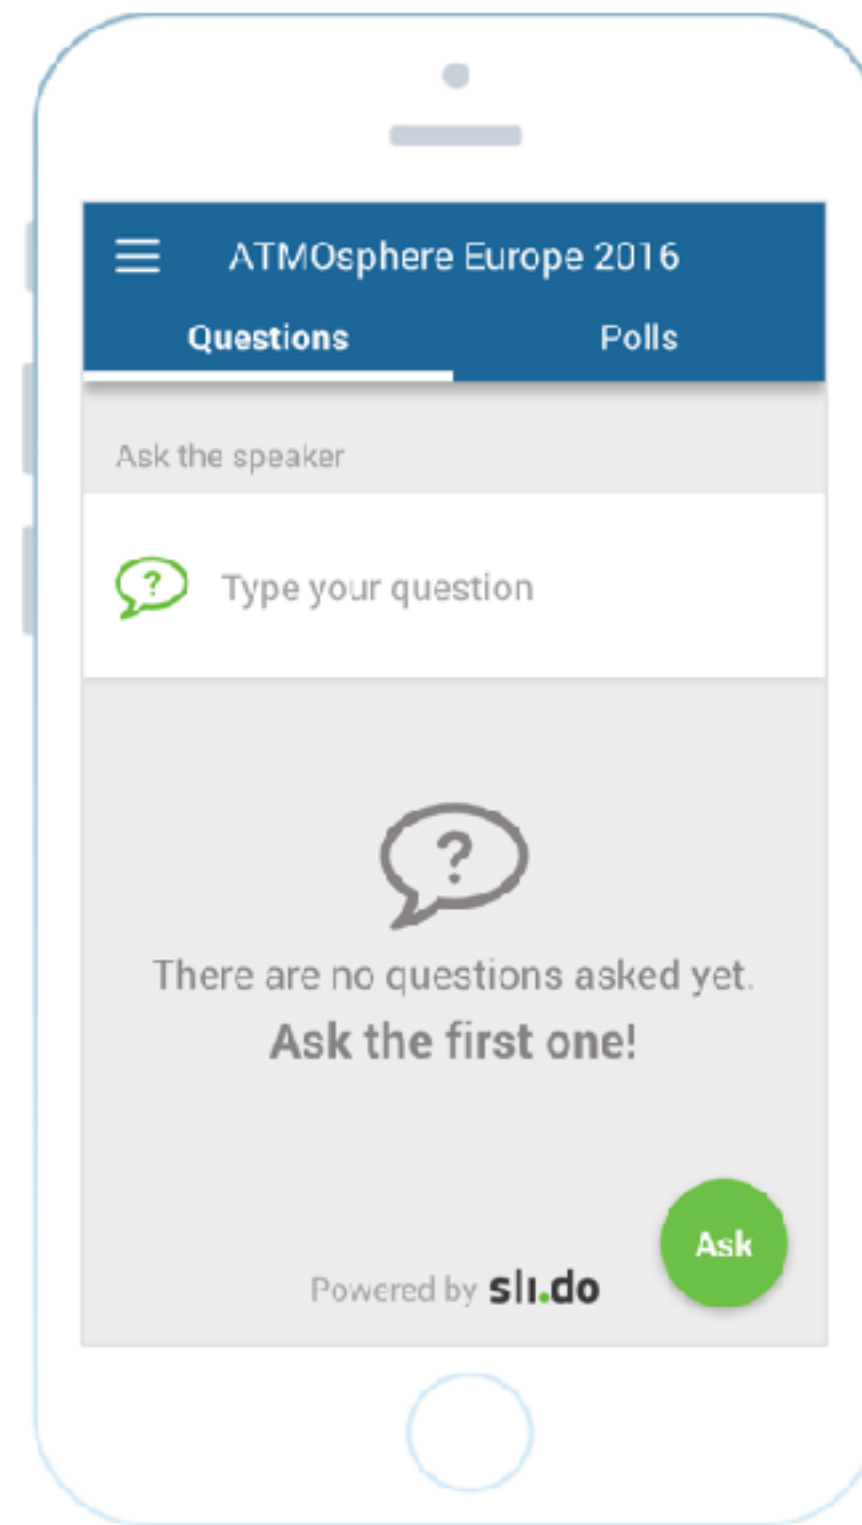 ATMOsphere Europe 2016
Questions Polls
Ask the speaker
? Type your question
?
There are no questions asked yet.
Ask the first one!
Ask
Powered by sli.do